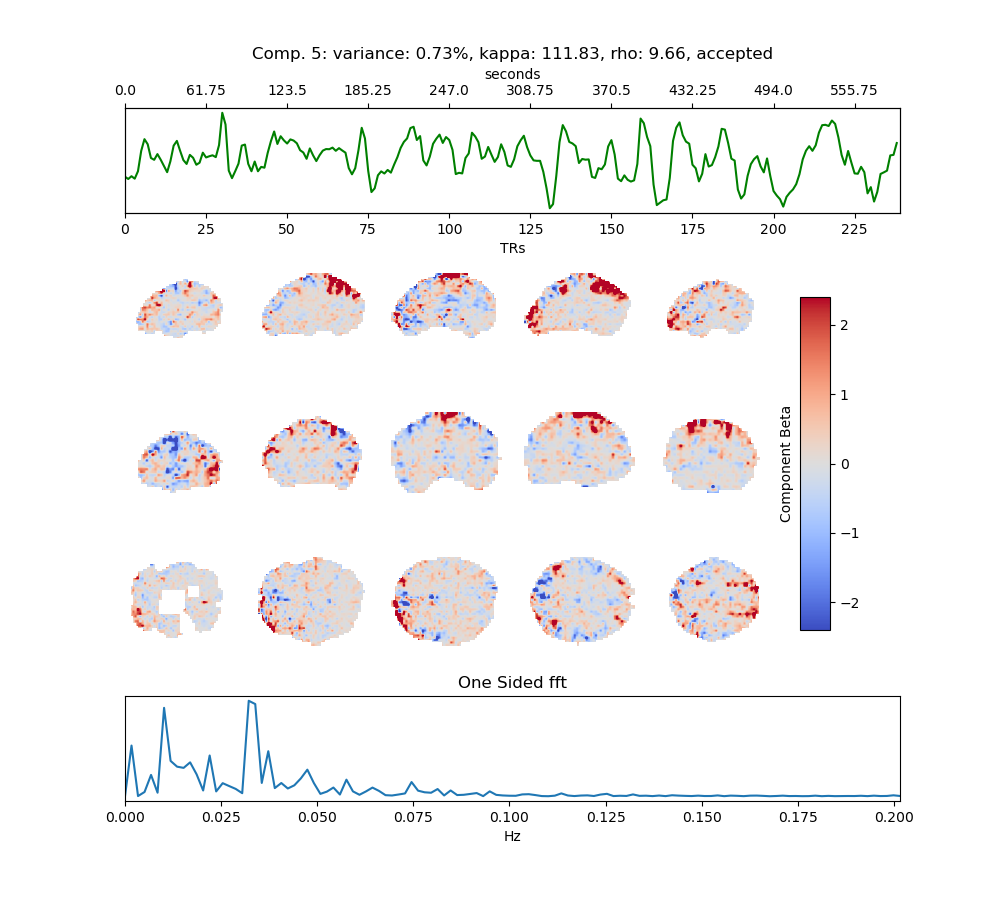 Comp. 5: variance: 0.73%, kappa: 111.83, rho: 9.66, accepted
seconds
0.0 61.75 123.5 185.25 247.0 308.75 370.5 432.25 494.0 555.75
0 25 50 75 100 125 150 175 200 225
TRs
2
1
0
−1
−2
Component Beta
One Sided fft
0.000 0.025 0.050 0.075 0.100 0.125 0.150 0.175 0.200
Hz